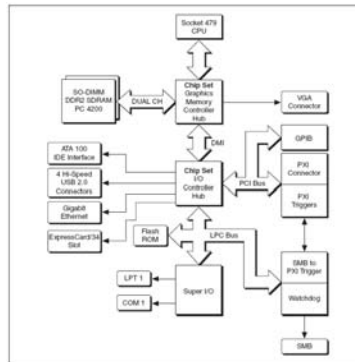 Socket 479
CPU
SO-DIMM
DDR2 SDRAM
PC 4200
DUAL CH
Chip Set
Graphics
Memory
Controller
Hub
VGA
Connector
DMI
GPIB
ATA 100
IDE Interface
4 Hi-Speed
USB 2.0
Connectors
Gigabit
Ethernet
ExpressCard/34
Slot
Chip Set
I/O
Controller
Hub
PCI Bus
PXI
Connector
PXI
Triggers
Flash
ROM
LPC Bus
LPT 1
COM 1
Super I/O
SMB to
PXI Trigger
Watchdog
SMB